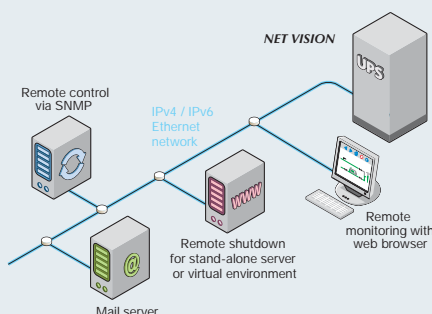 NET VISION
UPS
Remote control
via SNMP
IPv4 / IPv6
Ethernet
network
WWW
Remote
monitoring with
web browser
Remote shutdown
for stand-alone server
or virtual environment
@
Mail server